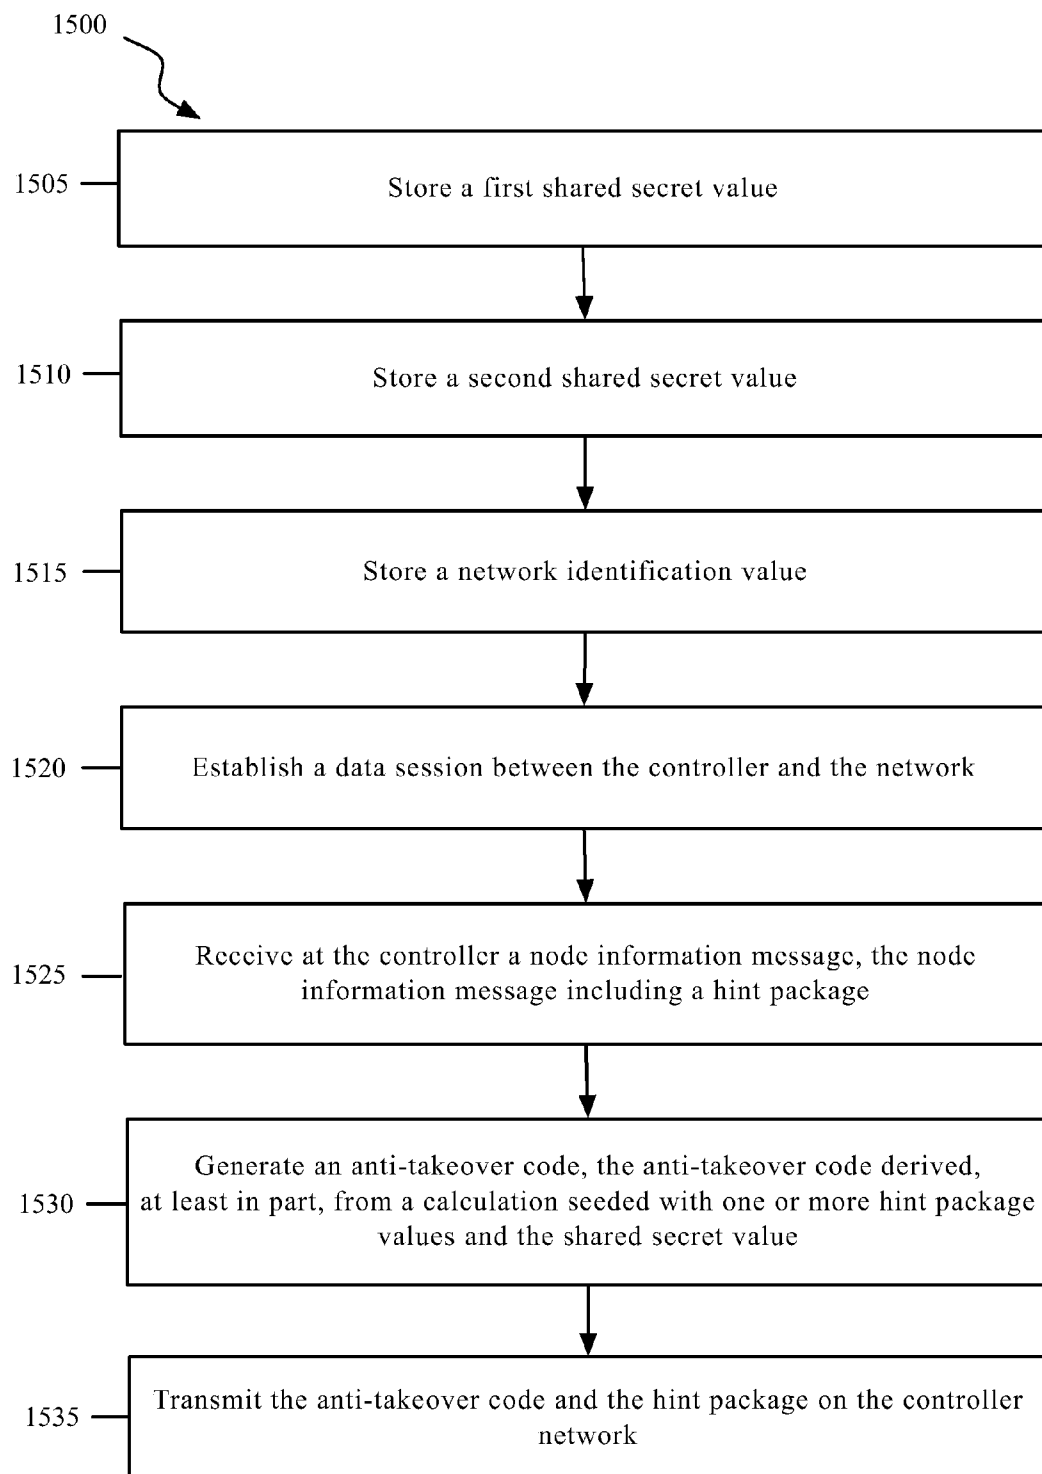 1500
1505
Store a first shared secret value
1510
Store a second shared secret value
1515
Store a network identification value
1520
Establish a data session between the controller and the network
1525
Receive at the controller a node information message, the node
information message including a hint package
1530
Generate an anti-takeover code, the anti-takeover code derived,
at least in part, from a calculation seeded with one or more hint package
values and the shared secret value
1535
Transmit the anti-takeover code and the hint package on the controller
network